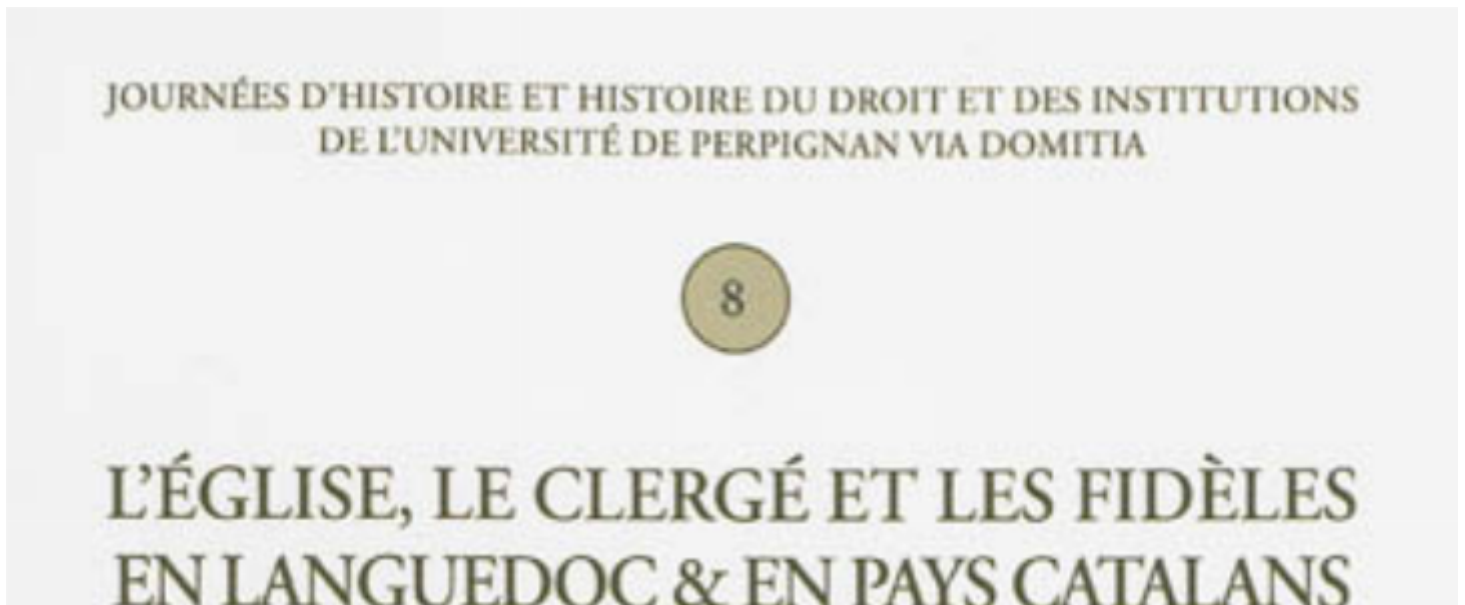 JOURNÉES D'HISTOIRE ET HISTOIRE DU DROIT ET DES INSTITUTIONS
DE L'UNIVERSITÉ DE PERPIGNAN VIA DOMITIA
8
L'ÉGLISE, LE CLERGÉ ET LES FIDÈLES
EN LANGUEDOC & EN PAYS CATALANS